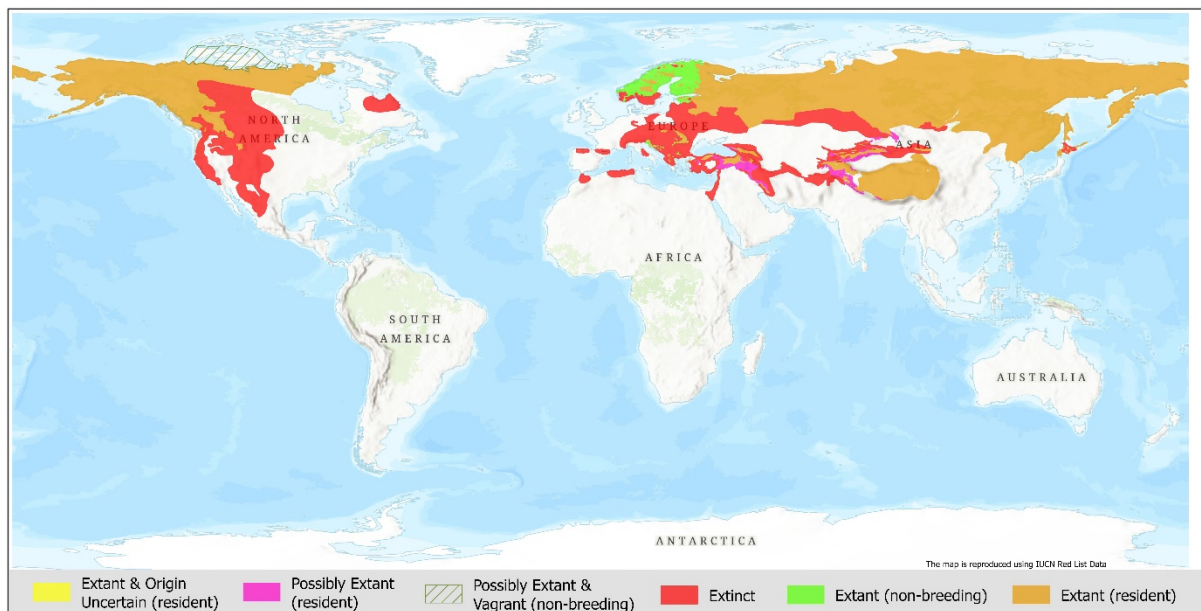 NORTH
AMERICA
EUROPE
ASIA
AFRICA
SOUTH
AMERICA
AUSTRALIA
ANTARCTICA
The map is reproduced using IUCN Red List Data
Extant & Origin
Uncertain (resident)
Possibly Extant
(resident)
Possibly Extant &
Vagrant (non-breeding)
Extinct
Extant (non-breeding)
Extant (resident)